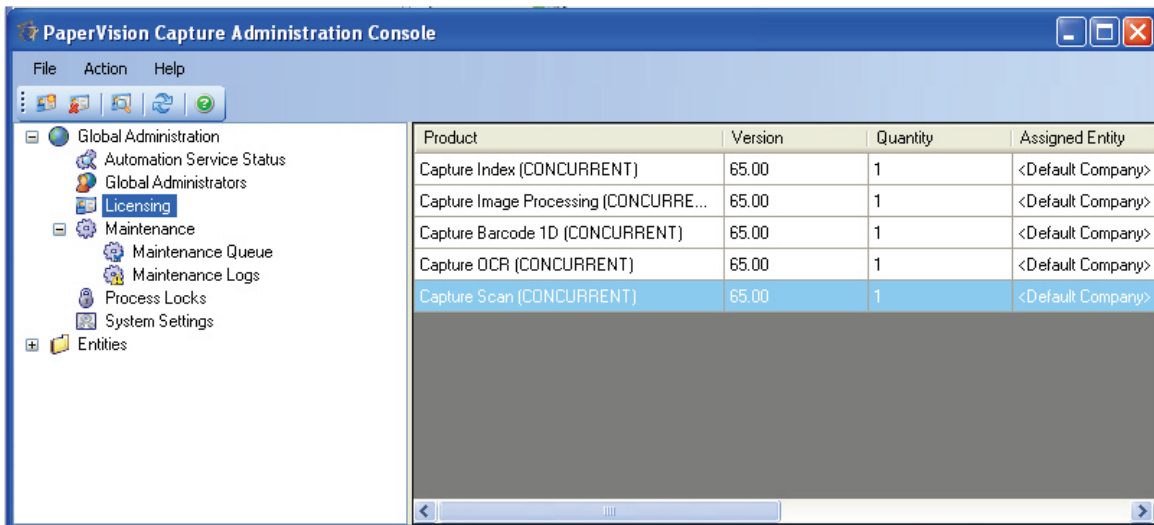 PaperVision Capture Administration Console
File Action Help
Global Administration
Automation Service Status
Global Administrators
Licensing
Maintenance
Maintenance Queue
Maintenance Logs
Process Locks
System Settings
Entities
Product Version Quantity Assigned Entity
Capture Index (CONCURRENT) 65.00 1 <Default Company>
Capture Image Processing (CONCURRE... 65.00 1 <Default Company>
Capture Barcode 1D (CONCURRENT) 65.00 1 <Default Company>
Capture OCR (CONCURRENT) 65.00 1 <Default Company>
Capture Scan (CONCURRENT) 65.00 1 <Default Company>